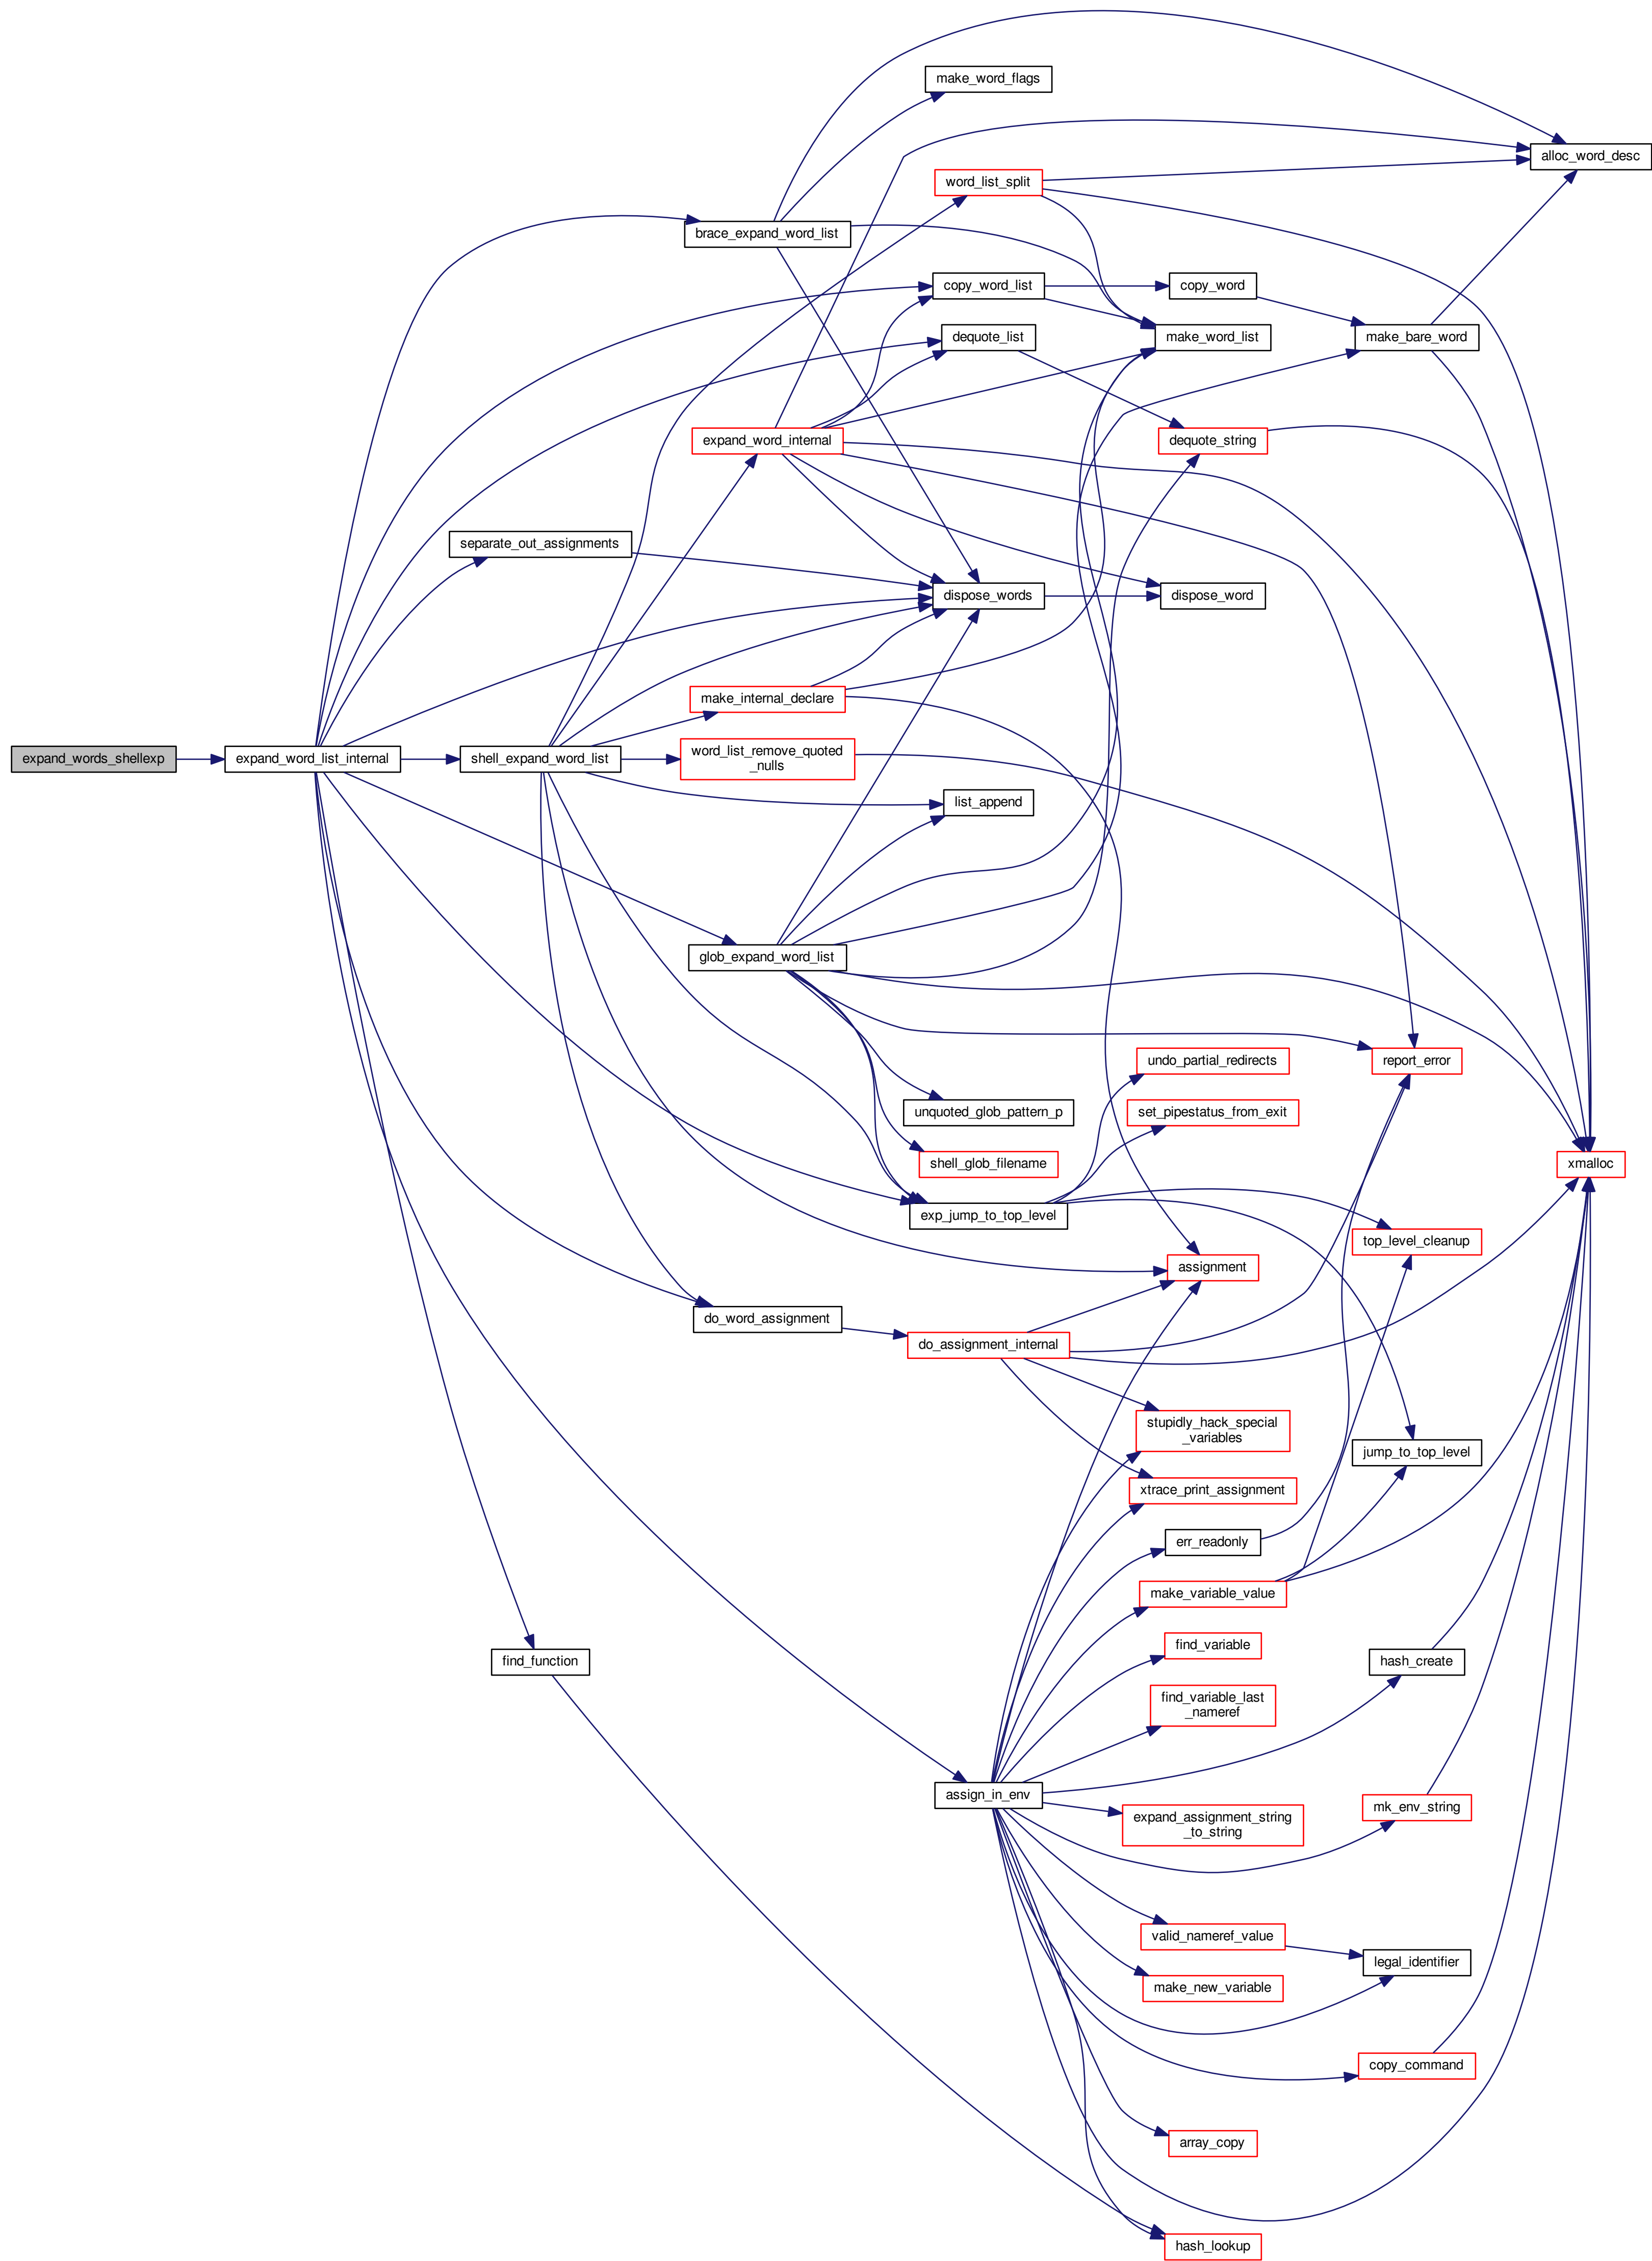 make_word_flags
alloc_word_desc
word_list_split
brace_expand_word_list
copy_word_list
copy_word
dequote_list
make_word_list
make_bare_word
expand_word_internal
dequote_string
separate_out_assignments
dispose_words
dispose_word
make_internal_declare
expand_words_shellexp
expand_word_list_internal
shell_expand_word_list
word_list_remove_quoted
_nulls
list_append
glob_expand_word_list
undo_partial_redirects
report_error
unquoted_glob_pattern_p
set_pipestatus_from_exit
shell_glob_filename
xmalloc
exp_jump_to_top_level
top_level_cleanup
assignment
do_word_assignment
do_assignment_internal
stupidly_hack_special
_variables
jump_to_top_level
xtrace_print_assignment
err_readonly
make_variable_value
find_variable
find_function
hash_create
find_variable_last
_nameref
assign_in_env
mk_env_string
expand_assignment_string
_to_string
valid_nameref_value
legal_identifier
make_new_variable
copy_command
array_copy
hash_lookup